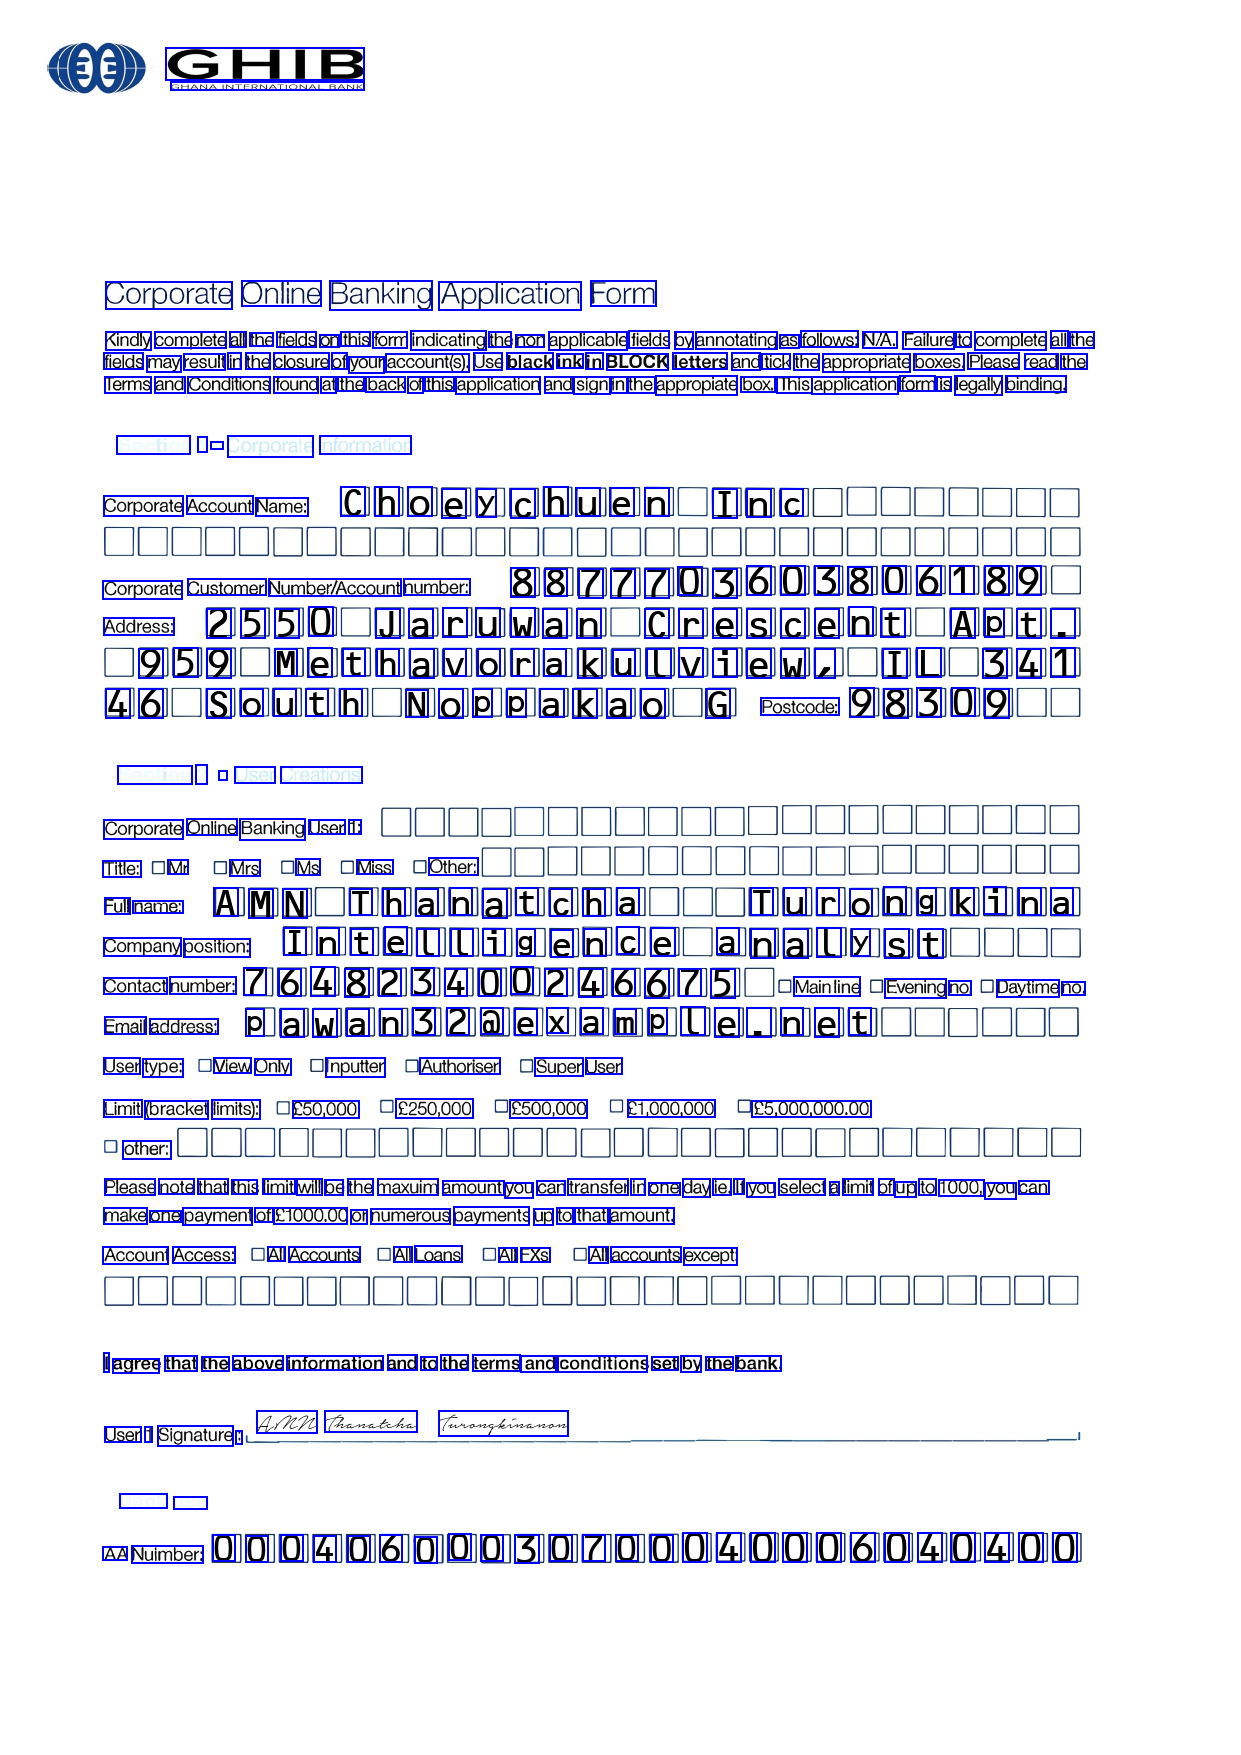 GHIB
GHANA INTERNATIONAL BANK
Corporate Online Banking Application Form
Kindly complete all the fields on this form indicating the non applicable fields by annotating as follows: N/A. Failure to complete all the
fields may result in the closure of your account(s). Use black ink in BLOCK letters and tick the appropriate boxes. Please read the
Terms and Conditions found at the back of this application and sign in the appropiate box. This application form is legally binding.
Section - Corporate Information
Corporate Account Name: Choeychuen Inc
Corporate Customer Number/Account number: 8877703603806189
Address: 2550 Jaruwan Crescent Apt.
959 Methavorakulview, IL 341
46 South Noppakao G Postcode: 98309
Section - User Creations
Corporate Online Banking User 1:
Title: Mr Mrs Ms Miss Other:
Full name: AMN Thanatcha Turongkina
Company position: Intelligence analyst
Contact number: 764823400246675 Main line Evening no. Daytime no.
Email address: pawan32@example.net
User type: View Only Inputter Authoriser Super User
Limit (bracket limits): £50,000 £250,000 £500,000 £1,000,000 £5,000,000.00
other:
Please note that this limit will be the maxuim amount you can transfer in one day ie. If you select a limit of up to 1000, you can
make one payment of £1000.00 or numerous payments up to that amount.
Account Access: All Accounts All Loans All FXs All accounts except
I agree that the above information and to the terms and conditions set by the bank.
User 1 Signature: AMN Thanatcha Turongkinanon
AA Nuimber: 00040600030700040006040400